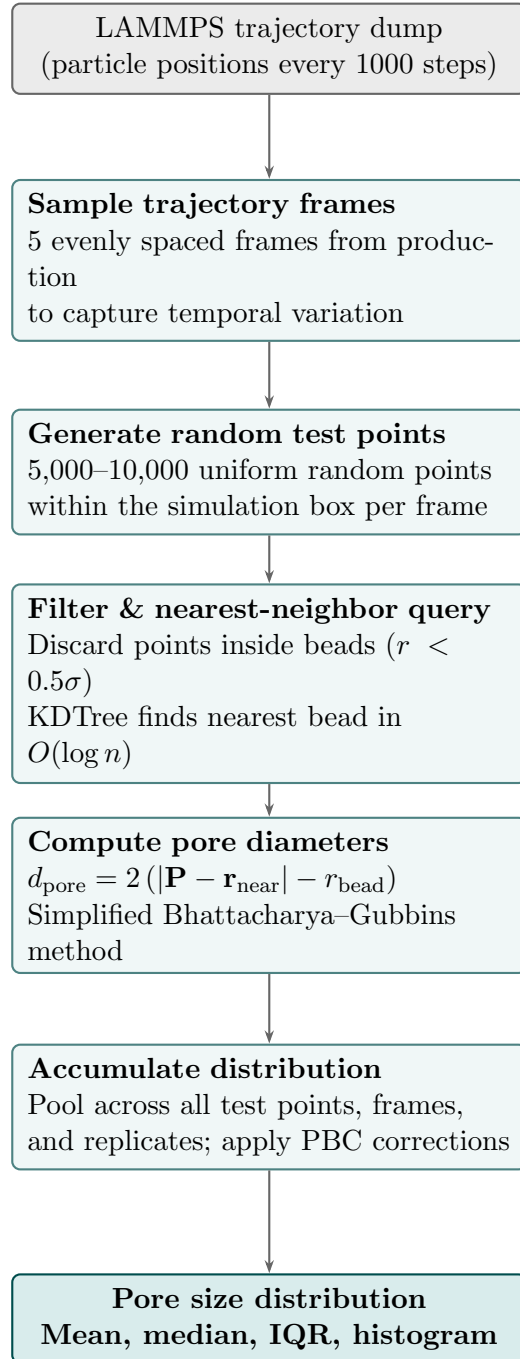 LAMMPS trajectory dump
(particle positions every 1000 steps)
Sample trajectory frames
5 evenly spaced frames from produc-
tion
to capture temporal variation
Generate random test points
5,000–10,000 uniform random points
within the simulation box per frame
Filter & nearest-neighbor query
Discard points inside beads (r <
0.5σ)
KDTree finds nearest bead in
O(log n)
Compute pore diameters
d_pore = 2 (|P − r_near| − r_bead)
Simplified Bhattacharya–Gubbins
method
Accumulate distribution
Pool across all test points, frames,
and replicates; apply PBC corrections
Pore size distribution
Mean, median, IQR, histogram